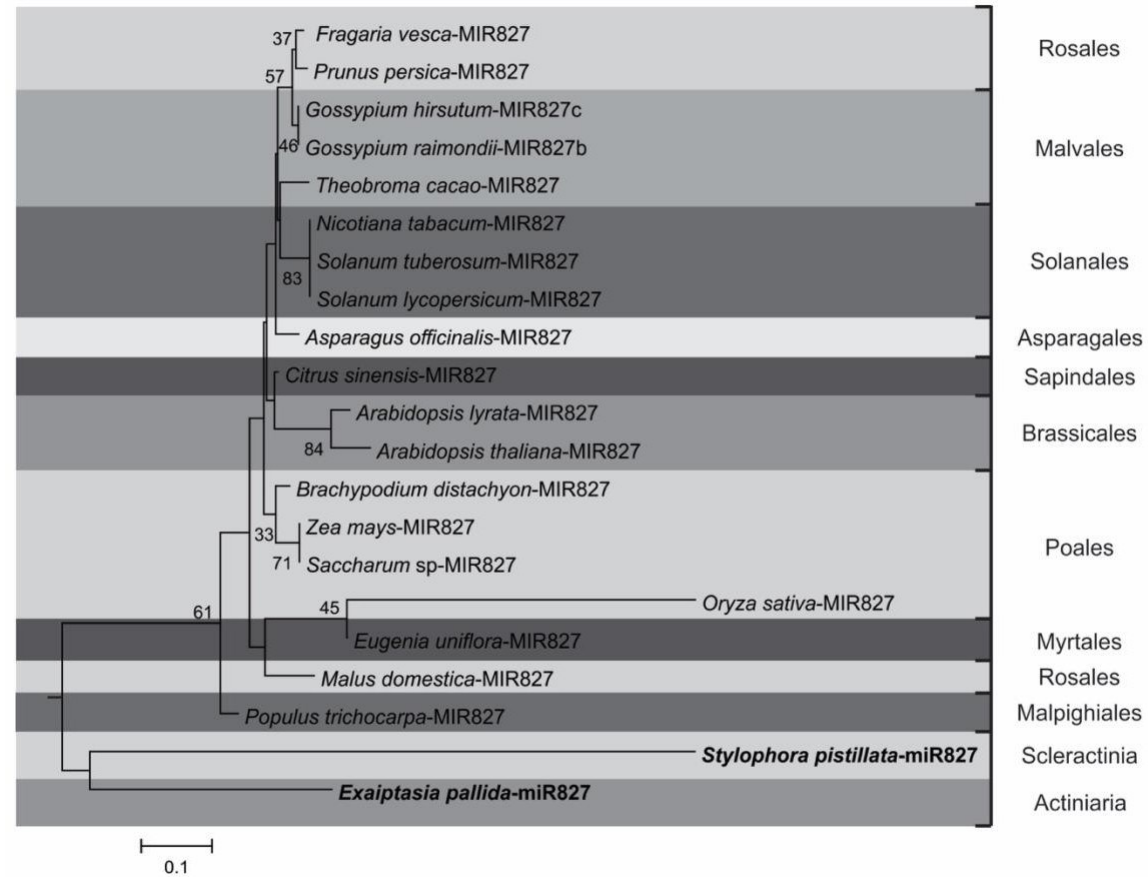 37
Fragaria vesca-MIR827
Rosales
57
Prunus persica-MIR827
Gossypium hirsutum-MIR827c
46
Gossypium raimondii-MIR827b
Malvales
Theobroma cacao-MIR827
Nicotiana tabacum-MIR827
Solanum tuberosum-MIR827
Solanales
83
Solanum lycopersicum-MIR827
Asparagus officinalis-MIR827
Asparagales
Citrus sinensis-MIR827
Sapindales
Arabidopsis lyrata-MIR827
Brassicales
84
Arabidopsis thaliana-MIR827
Brachypodium distachyon-MIR827
33
Zea mays-MIR827
Poales
71
Saccharum sp-MIR827
61
45
Oryza sativa-MIR827
Eugenia uniflora-MIR827
Myrtales
Malus domestica-MIR827
Rosales
Populus trichocarpa-MIR827
Malpighiales
Stylophora pistillata-miR827
Scleractinia
Exaiptasia pallida-miR827
Actiniaria
0.1